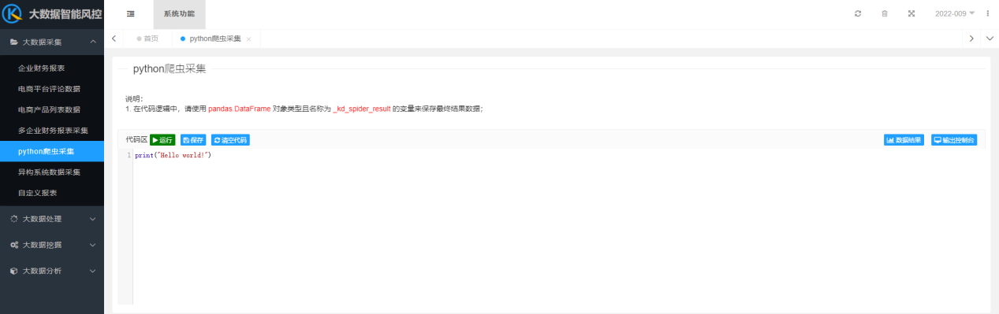 大数据智能风控
系统功能
2022-009
大数据采集
首页
python爬虫采集
企业财务报表
电商平台评论数据
电商产品列表数据
多企业财务报表采集
python爬虫采集
异构系统数据采集
自定义报表
大数据处理
大数据挖掘
大数据分析
python爬虫采集
说明：
1. 在代码逻辑中，请使用 pandas.DataFrame 对象类型且名称为 _kd_spider_result 的变量来保存最终结果数据；
代码区 运行 保存 清空代码 数据结果 输出控制台
1 print("Hello world!")